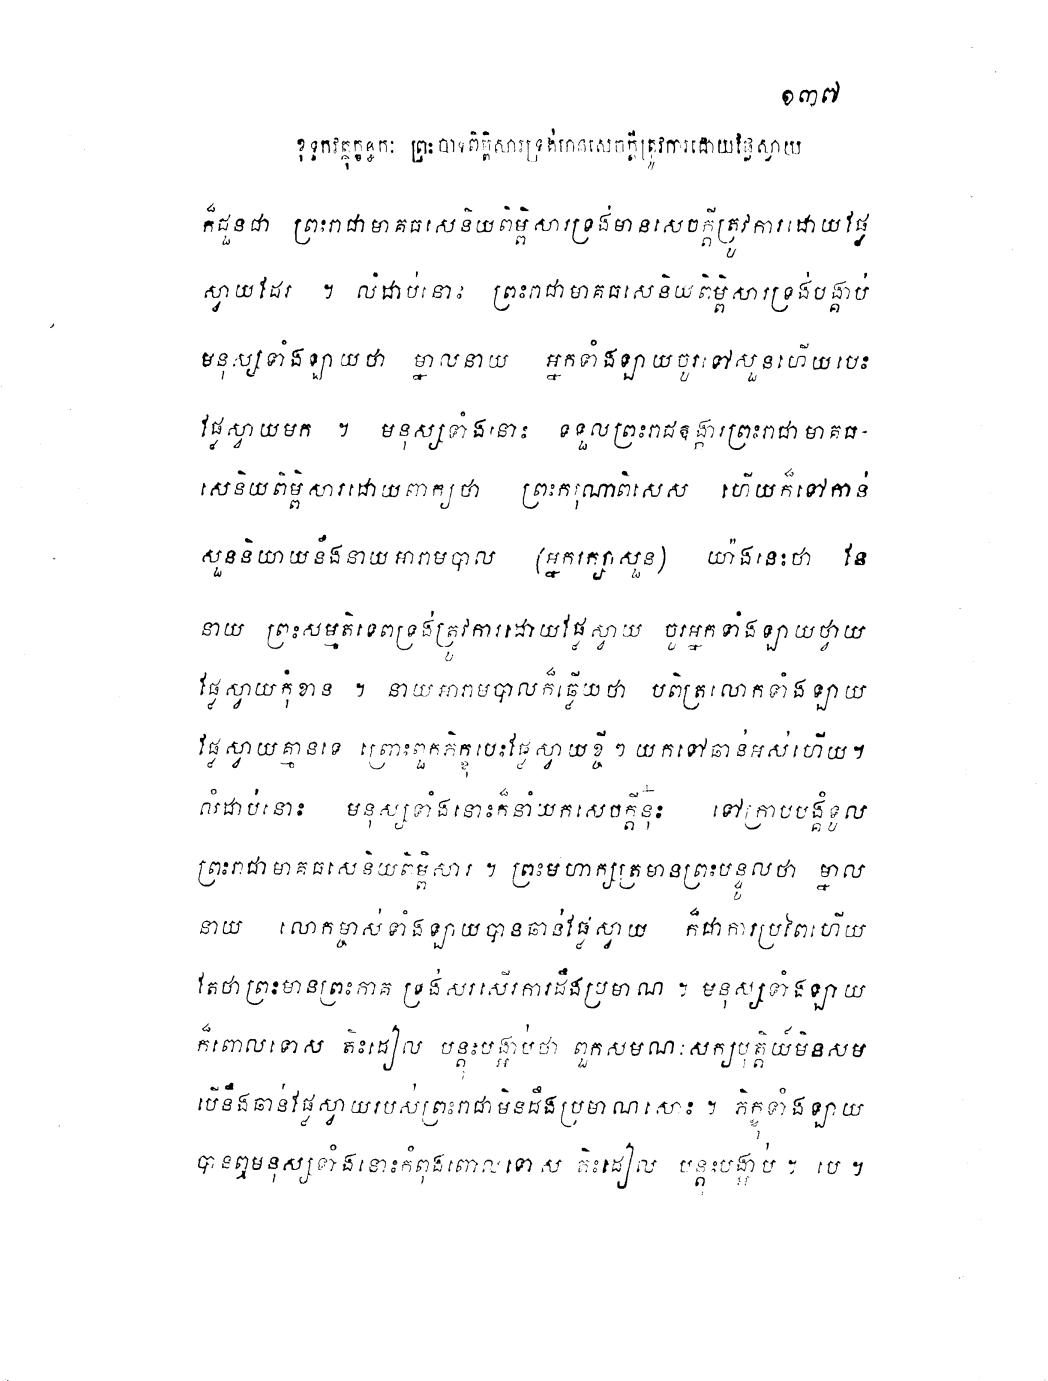 ១៣៧
ខុទ្ទកវត្ថុក្ខន្ធកៈ ព្រះបាទពិម្ពិសារទ្រង់មានសេចក្តីត្រូវការដោយផ្លែស្វាយ
ក៏ជួនជា ព្រះរាជាមាគធសេនិយពិម្ពិសារទ្រង់មានសេចក្តីត្រូវការដោយផ្លែ
ស្វាយដែរ ។ លំដាប់នោះ ព្រះរាជាមាគធសេនិយពិម្ពិសារទ្រង់បង្គាប់
មនុស្សទាំងឡាយថា ម្នាលនាយ អ្នកទាំងឡាយចូរទៅសួនហើយបេះ
ផ្លែស្វាយមក ។ មនុស្សទាំងនោះ ទទួលព្រះរាជតង្ការព្រះរាជាមាគធ-
សេនិយពិម្ពិសារដោយពាក្យថា ព្រះករុណាពិសេស ហើយក៏ទៅកាន់
សួននិយាយនឹងនាយអារាមបាល (អ្នករក្សាសួន) យ៉ាងនេះថា នែ
នាយ ព្រះសម្មតិទេពទ្រង់ត្រូវការដោយផ្លែស្វាយ ចូរអ្នកទាំងឡាយថ្វាយ
ផ្លែស្វាយកុំខាន ។ នាយអារាមបាលក៏ឆ្លើយថា បពិត្រលោកទាំងឡាយ
ផ្លែស្វាយគ្មានទេ ព្រោះពួកភិក្ខុបេះផ្លែស្វាយខ្ចី ៗ យកទៅឆាន់អស់ហើយ។
លំដាប់នោះ មនុស្សទាំងនោះក៏នាំយកសេចក្តីនុ៎ះ ទៅក្រាបបង្គំទូល
ព្រះរាជាមាគធសេនិយពិម្ពិសារ ។ ព្រះមហាក្សត្រមានព្រះបន្ទូលថា ម្នាល
នាយ លោកម្ចាស់ទាំងឡាយបានឆាន់ផ្លែស្វាយ ក៏ជាការប្រពៃហើយ
តែថាព្រះមានព្រះភាគ ទ្រង់សរសើរការដឹងប្រមាណ ។ មនុស្សទាំងឡាយ
ក៏ពោលទោស តិះដៀល បន្តុះបង្អាប់ថា ពួកសមណៈសក្យបុត្តិយ៍មិនសម
បើនឹងឆាន់ផ្លែស្វាយរបស់ព្រះរាជាមិនដឹងប្រមាណសោះ ។ ភិក្ខុទាំងឡាយ
បានឮមនុស្សទាំងនោះកំពុងពោលទោស តិះដៀល បន្តុះបង្អាប់ ។ បេ ។